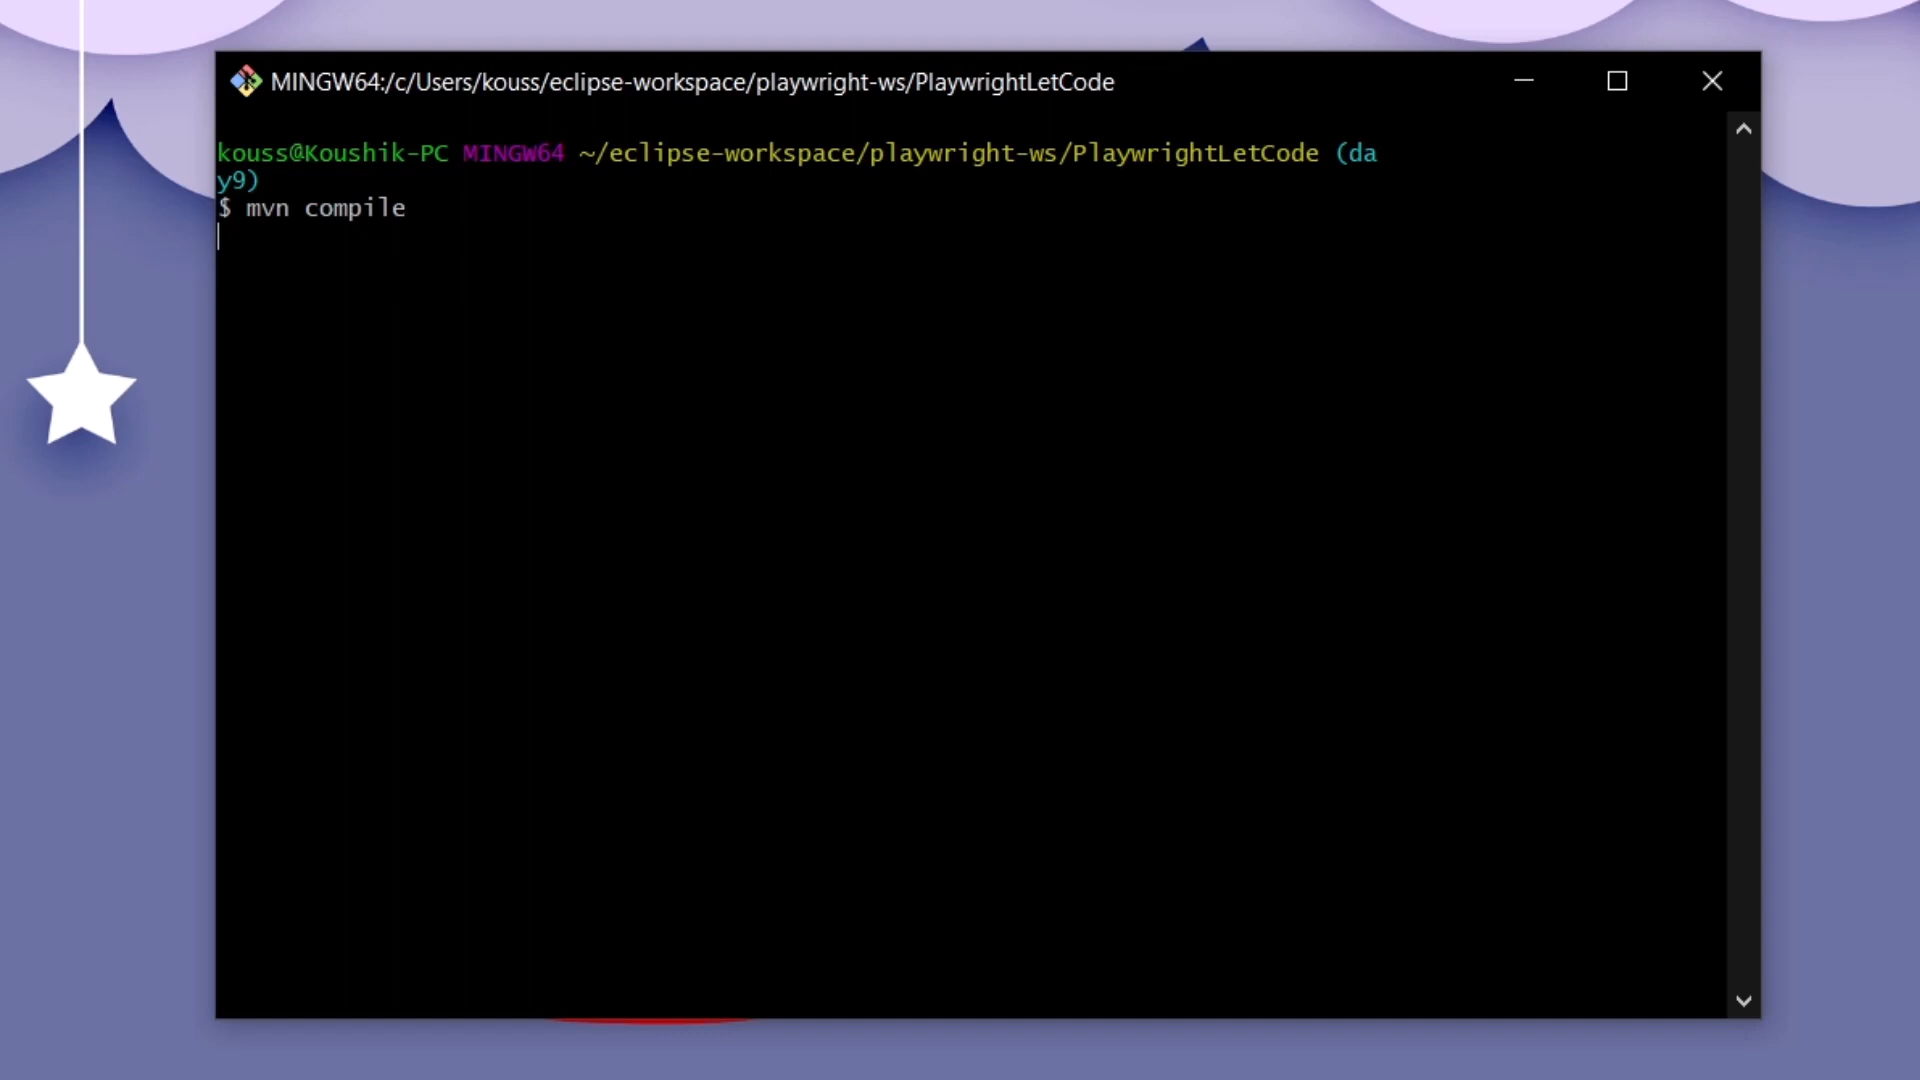 MINGW64:/c/Users/kouss/eclipse-workspace/playwright-ws/PlaywrightLetCode
kouss@Koushik-PC MINGW64 ~/eclipse-workspace/playwright-ws/PlaywrightLetCode (da
y9)
$ mvn compile